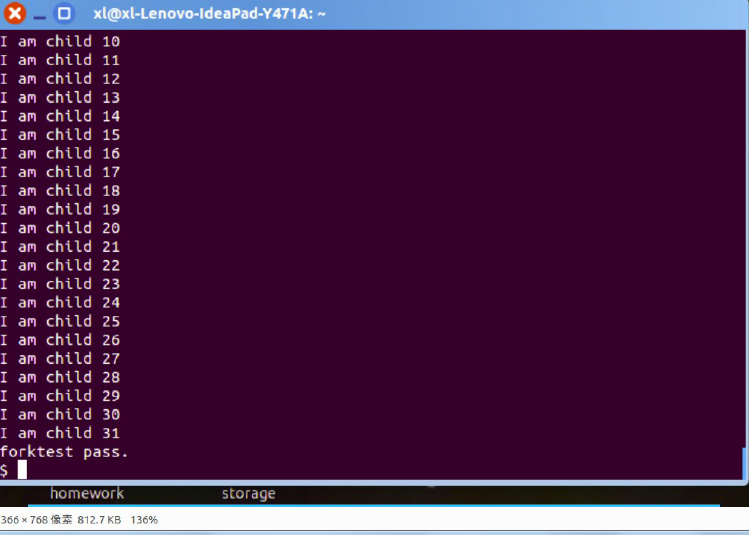 xl@xl-Lenovo-IdeaPad-Y471A: ~
I am child 10
I am child 11
I am child 12
I am child 13
I am child 14
I am child 15
I am child 16
I am child 17
I am child 18
I am child 19
I am child 20
I am child 21
I am child 22
I am child 23
I am child 24
I am child 25
I am child 26
I am child 27
I am child 28
I am child 29
I am child 30
I am child 31
forktest pass.
$
homework storage
366 × 768 像素 812.7 KB 136%